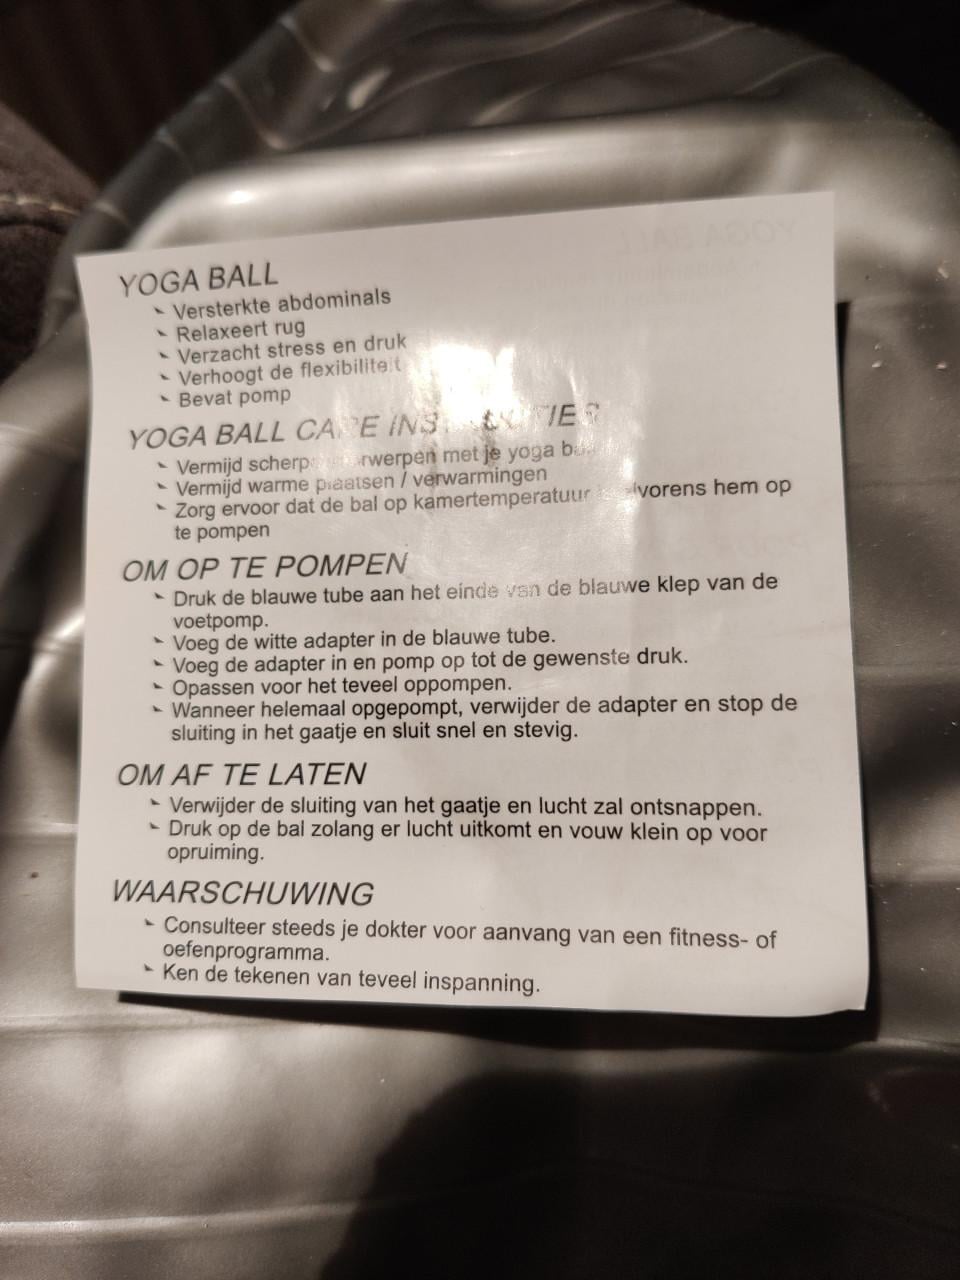 YOGA BALL
Versterkte abdominals
Relaxeert rug
Verzacht stress en druk
Verhoogt de flexibiliteit
Bevat pomp
YOGA BALL CARE
Vermijd met je yoga
Vermijd warme plaatsen / verwarmingen
Zorg ervoor dat de bal op kamertemperatuur hem op
te pompen
OM OP TE POMPEN
Druk de blauwe tube aan het einde van de blauwe klep van de
voetpomp.
Voeg de witte adapter in de blauwe tube.
Voeg de adapter in en pomp op tot de gewenste druk.
Opassen voor het teveel oppompen.
Wanneer helemaal opgepompt, verwijder de adapter en stop de
sluiting in het gaatje en sluit snel en stevig.
OM AF TE LATEN
Verwijder de sluiting van het gaatje en lucht zal ontsnappen.
Druk op de bal zolang er lucht uitkomt en vouw klein op voor
opruiming.
WAARSCHUWING
Consulteer steeds je dokter voor aanvang van een fitness- of
oefenprogramma.
Ken de tekenen van teveel inspanning.